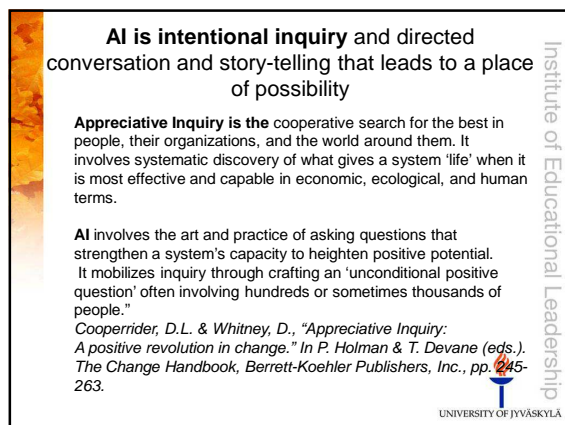 AI is intentional inquiry and directed
conversation and story-telling that leads to a place
of possibility
Appreciative Inquiry is the cooperative search for the best in
people, their organizations, and the world around them. It
involves systematic discovery of what gives a system ‘life’ when it
is most effective and capable in economic, ecological, and human
terms.
AI involves the art and practice of asking questions that
strengthen a system’s capacity to heighten positive potential.
It mobilizes inquiry through crafting an ‘unconditional positive
question’ often involving hundreds or sometimes thousands of
people.”
Cooperrider, D.L. & Whitney, D., “Appreciative Inquiry:
A positive revolution in change.” In P. Holman & T. Devane (eds.).
The Change Handbook, Berrett-Koehler Publishers, Inc., pp. 245-
263.
Institute of Educational Leadership
UNIVERSITY OF JYVÄSKYLÄ